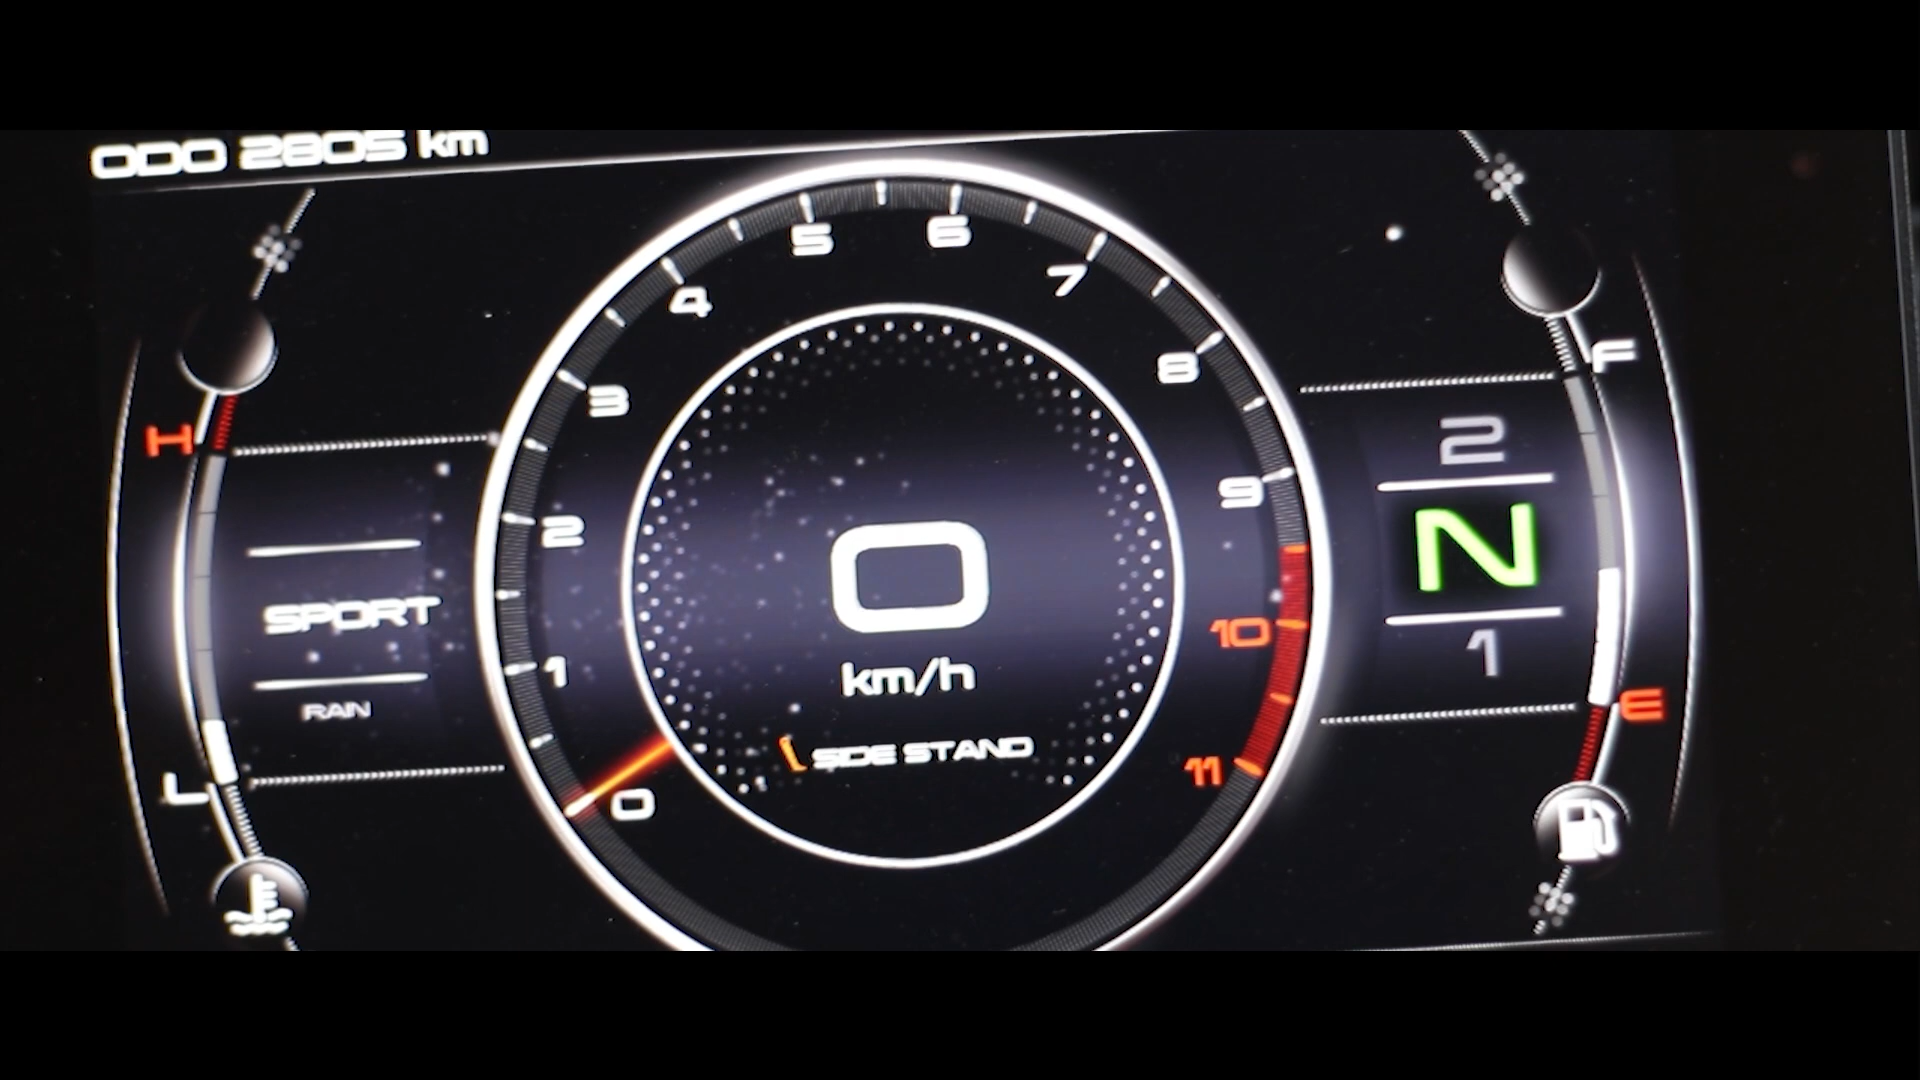 ODO 2805 km
5 6
4 7
3 8
2 9
1 10
0 11
H
L
SPORT
RAIN
0
km/h
SIDE STAND
F
2
N
1
E